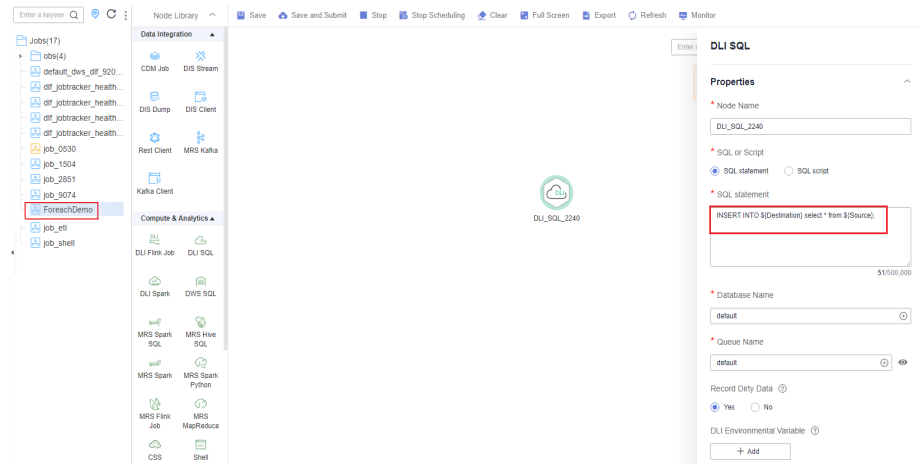 Enter a keywor
Node Library
Save
Save and Submit
Stop
Stop Scheduling
Clear
Full Screen
Export
Refresh
Monitor
Jobs(17)
obs(4)
default_dws_dlf_920...
dlf_jobtracker_health...
dlf_jobtracker_health...
dlf_jobtracker_health...
dlf_jobtracker_health...
job_0530
job_1504
job_2851
job_9074
ForeachDemo
job_etl
job_shell
Data Integration
CDM Job
DIS Stream
DIS Dump
DIS Client
Rest Client
MRS Kafka
Kafka Client
Compute & Analytics
DLI Flink Job
DLI SQL
DLI Spark
DWS SQL
MRS Spark SQL
MRS Hive SQL
MRS Spark
MRS Spark Python
MRS Flink Job
MRS MapReduce
CSS
Shell
DLI
DLI_SQL_2240
Enter
DLI SQL
Properties
* Node Name
DLI_SQL_2240
* SQL or Script
SQL statement
SQL script
* SQL statement
INSERT INTO ${Destination} select * from ${Source};
51/500,000
* Database Name
default
* Queue Name
default
Record Dirty Data
Yes
No
DLI Environmental Variable
+ Add